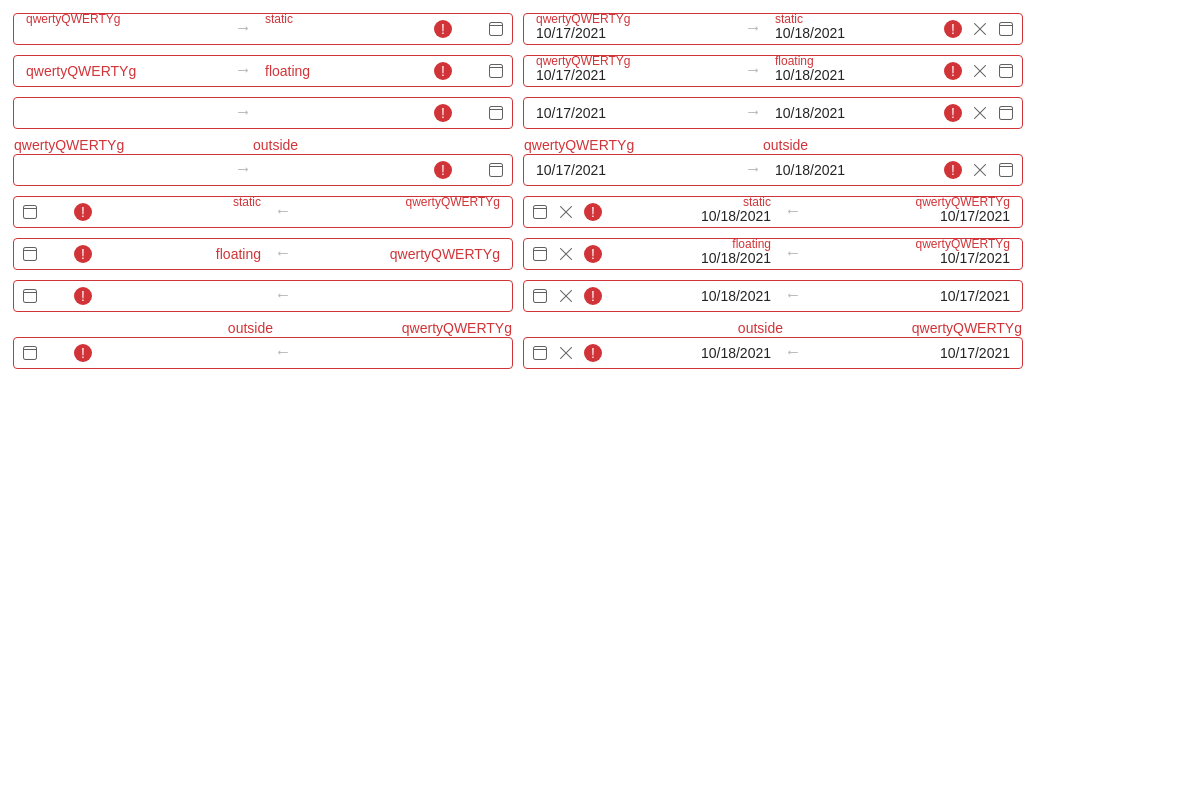 qwertyQWERTYg static qwertyQWERTYg static
→ ! 10/17/2021 → 10/18/2021 !
qwertyQWERTYg → floating ! qwertyQWERTYg floating
10/17/2021 → 10/18/2021 !
→ ! 10/17/2021 → 10/18/2021 !
qwertyQWERTYg outside qwertyQWERTYg outside
→ ! 10/17/2021 → 10/18/2021 !
static qwertyQWERTYg static qwertyQWERTYg
! ← ! 10/18/2021 ← 10/17/2021
! floating ← qwertyQWERTYg floating qwertyQWERTYg
! 10/18/2021 ← 10/17/2021
! ← ! 10/18/2021 ← 10/17/2021
outside qwertyQWERTYg outside qwertyQWERTYg
! ← ! 10/18/2021 ← 10/17/2021